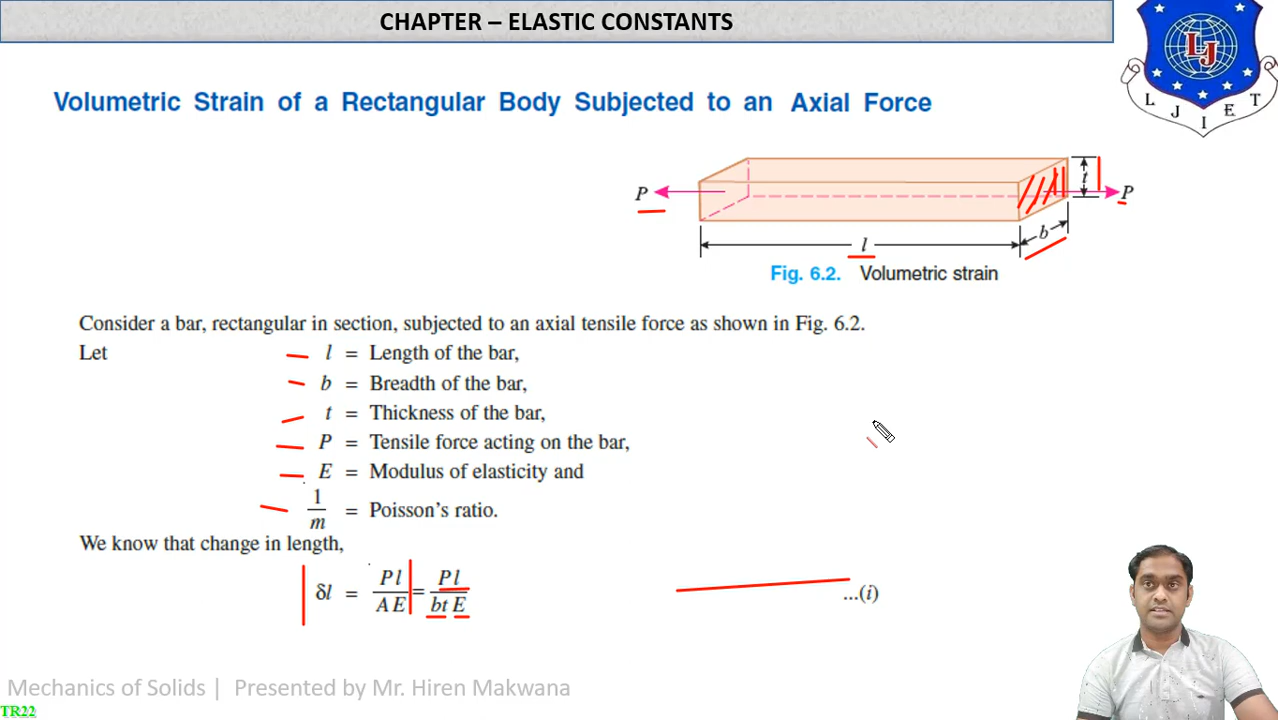 CHAPTER – ELASTIC CONSTANTS
LJ
L J I E T
Volumetric Strain of a Rectangular Body Subjected to an Axial Force
P
t
P
l
b
Fig. 6.2. Volumetric strain
Consider a bar, rectangular in section, subjected to an axial tensile force as shown in Fig. 6.2.
Let l = Length of the bar,
b = Breadth of the bar,
t = Thickness of the bar,
P = Tensile force acting on the bar,
E = Modulus of elasticity and
1/m = Poisson's ratio.
We know that change in length,
δl = Pl/AE = Pl/btE ...(i)
Mechanics of Solids | Presented by Mr. Hiren Makwana
TR22